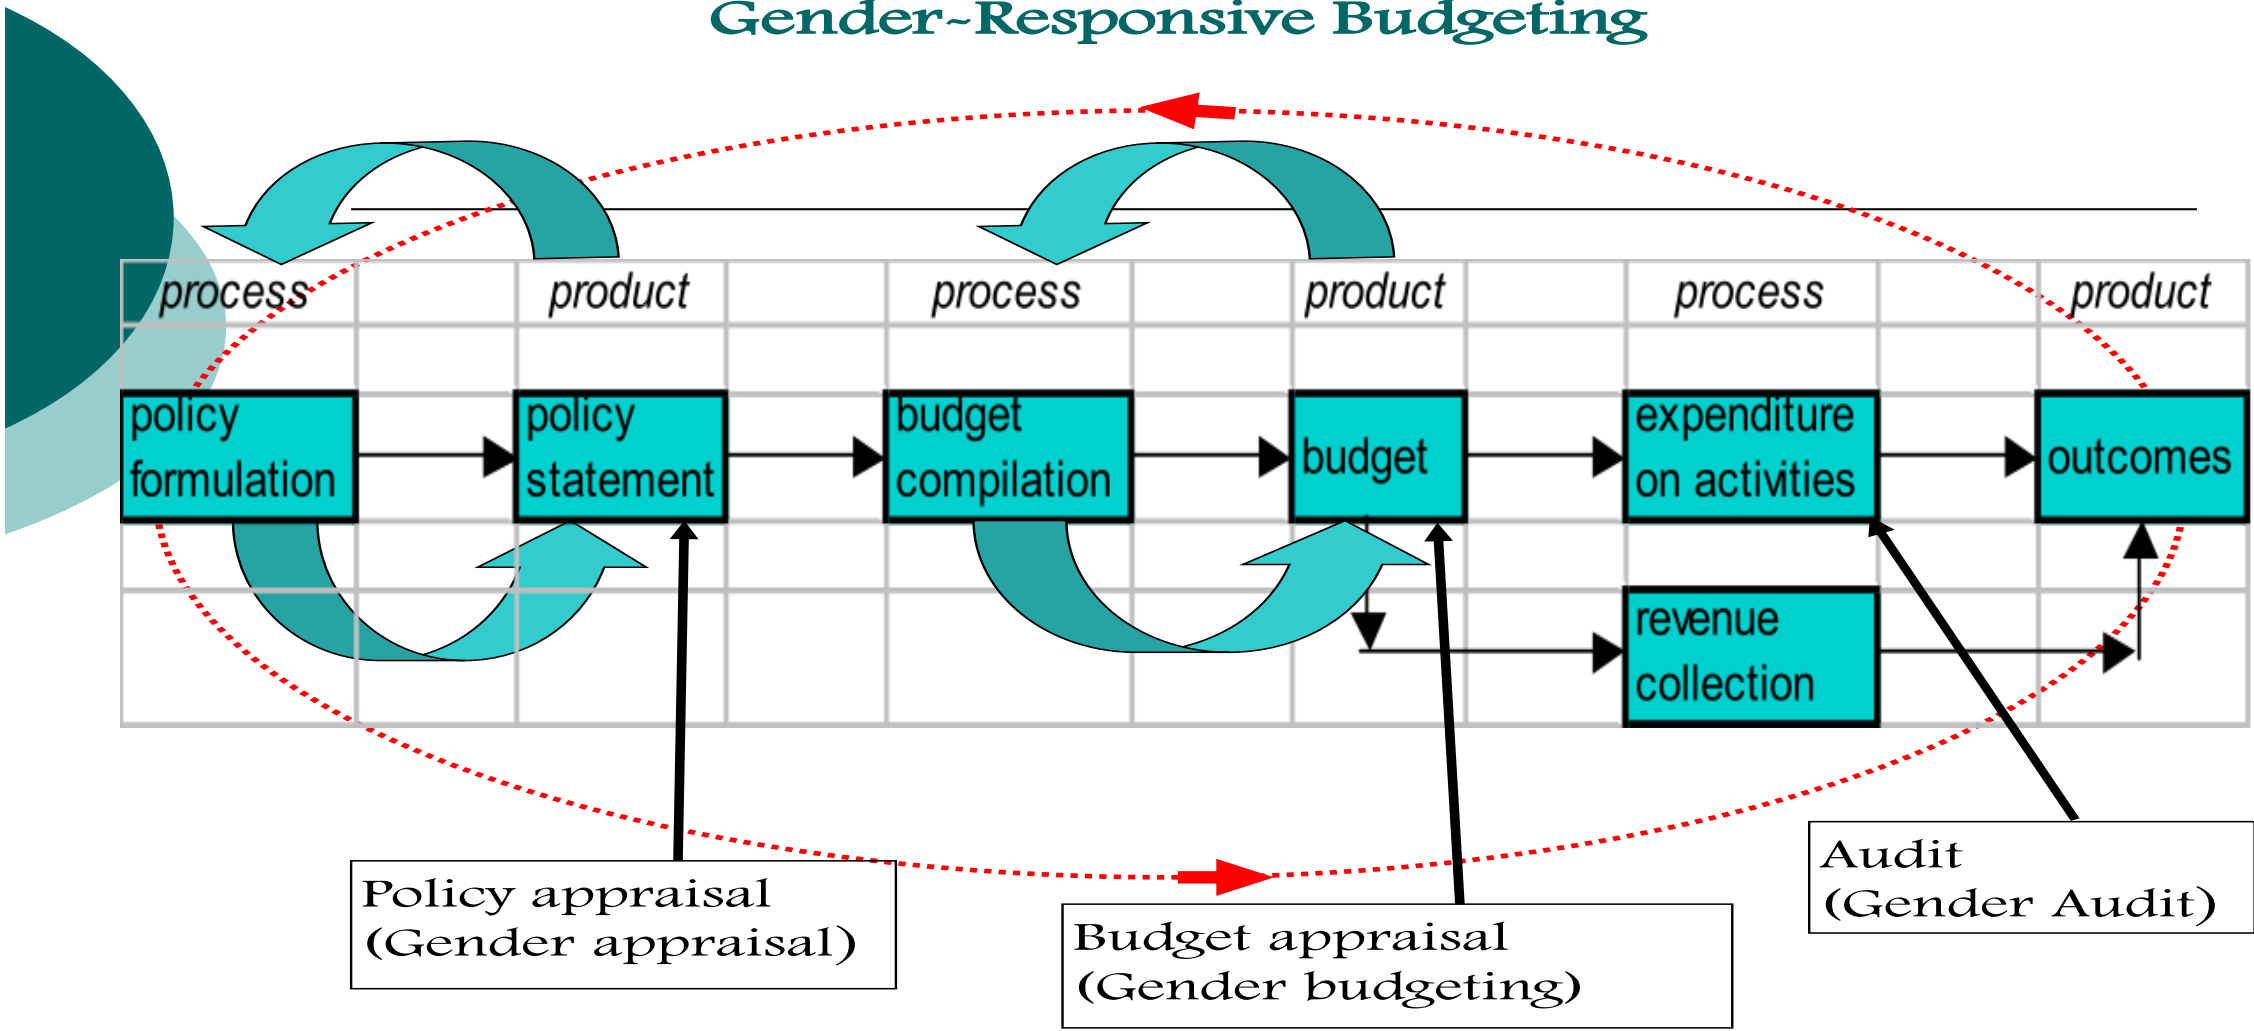 Gender~Responsive Budgeting
process product process product process product
policy
formulation
policy
statement
budget
compilation
budget
expenditure
on activities
outcomes
revenue
collection
Policy appraisal
(Gender appraisal)
Budget appraisal
(Gender budgeting)
Audit
(Gender Audit)